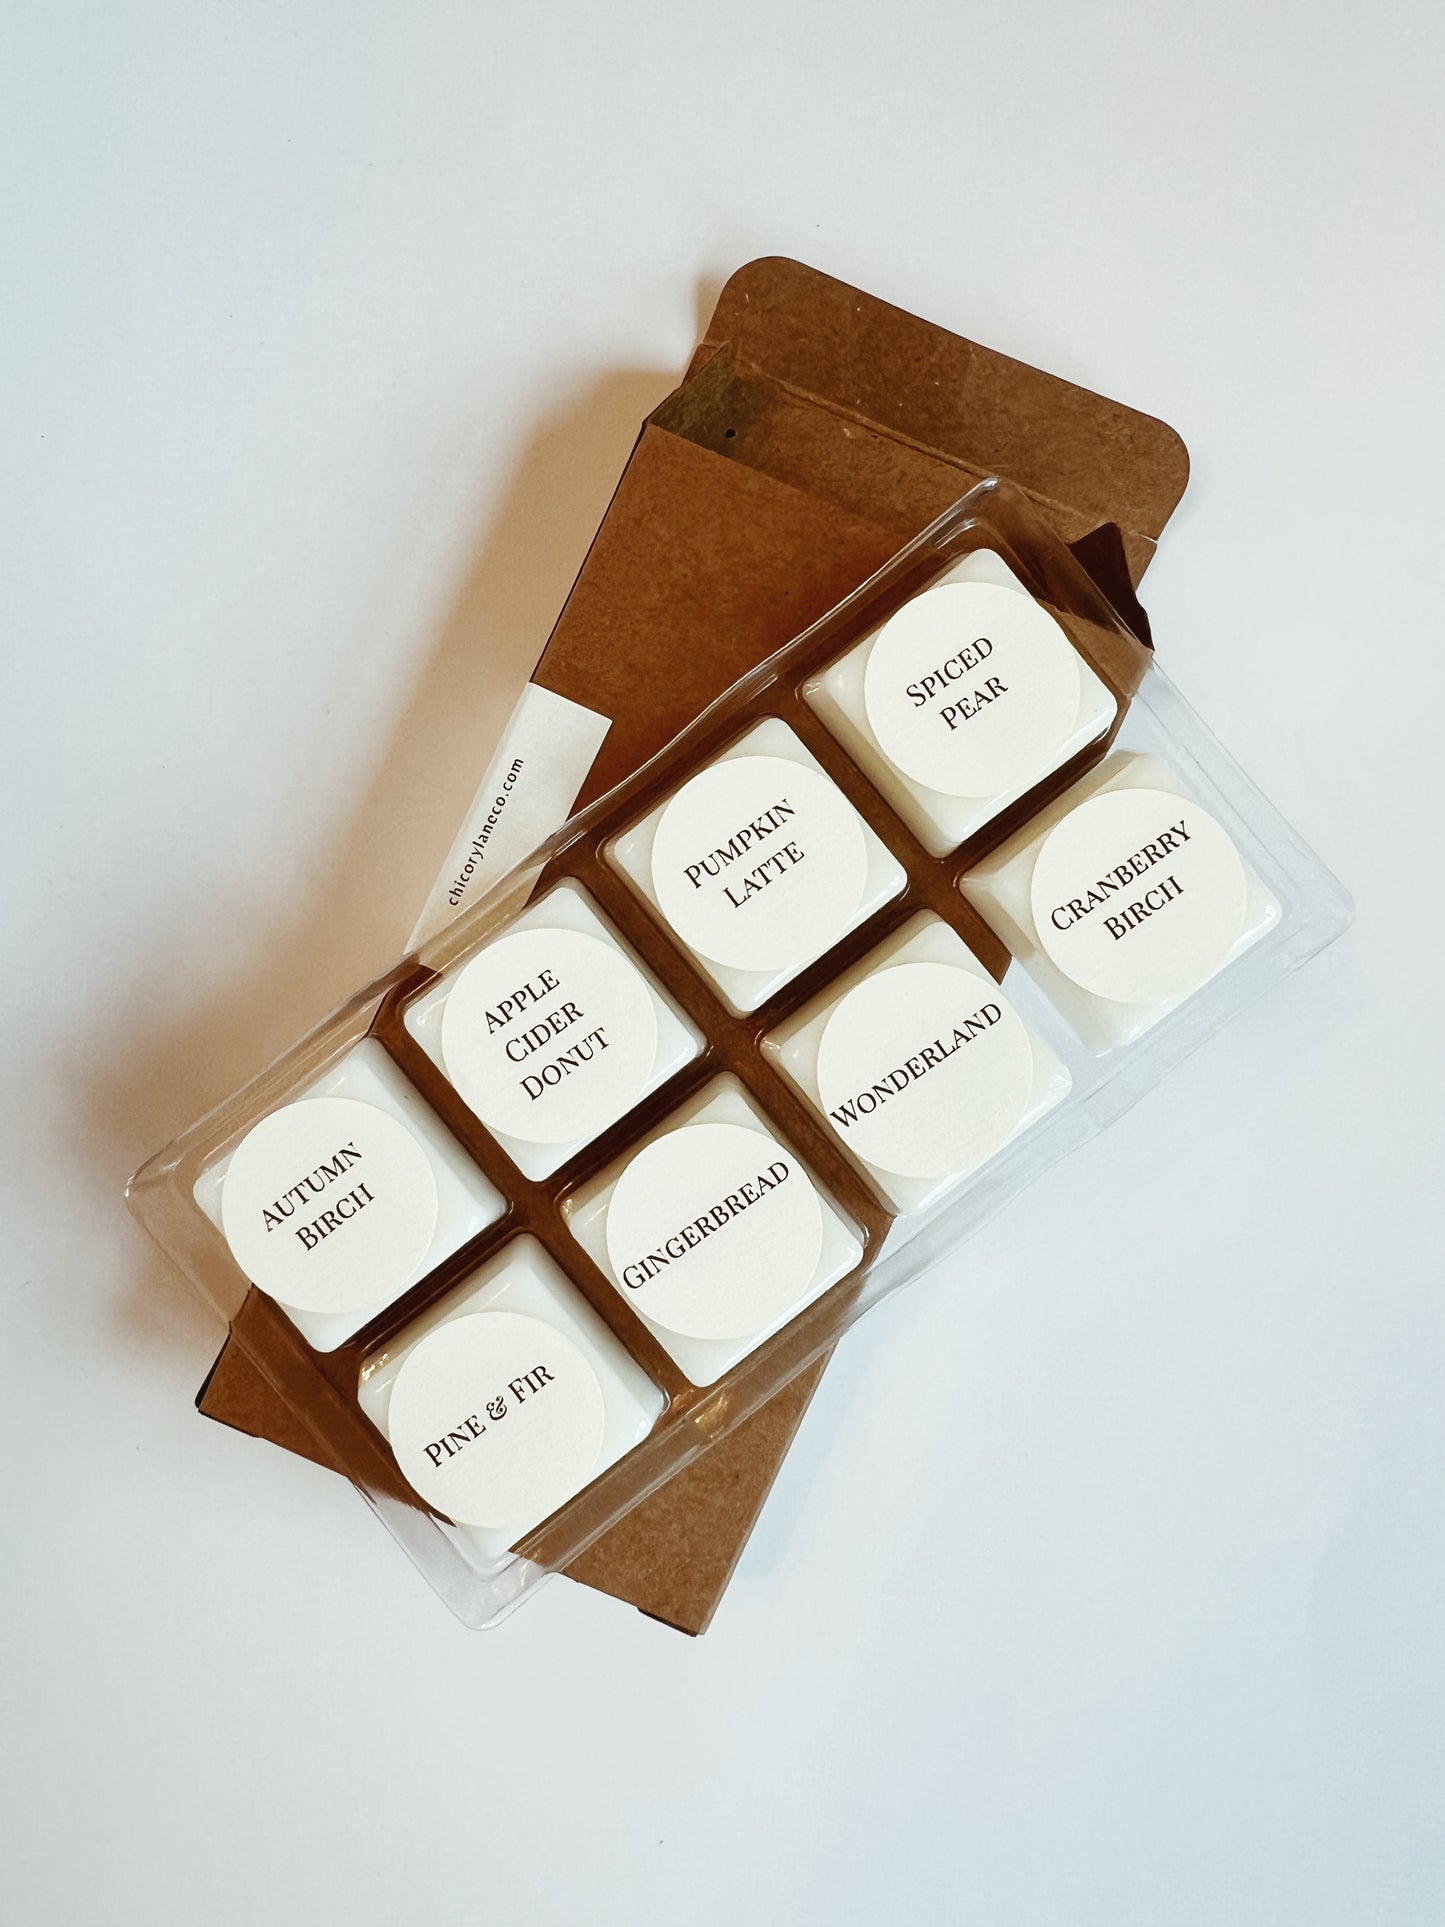 SPICED
PEAR
PUMPKIN
LATTE
CRANBERRY
BIRCH
chicorylaneco.com
APPLE
CIDER
DONUT
WONDERLAND
AUTUMN
BIRCH
GINGERBREAD
PINE & FIR